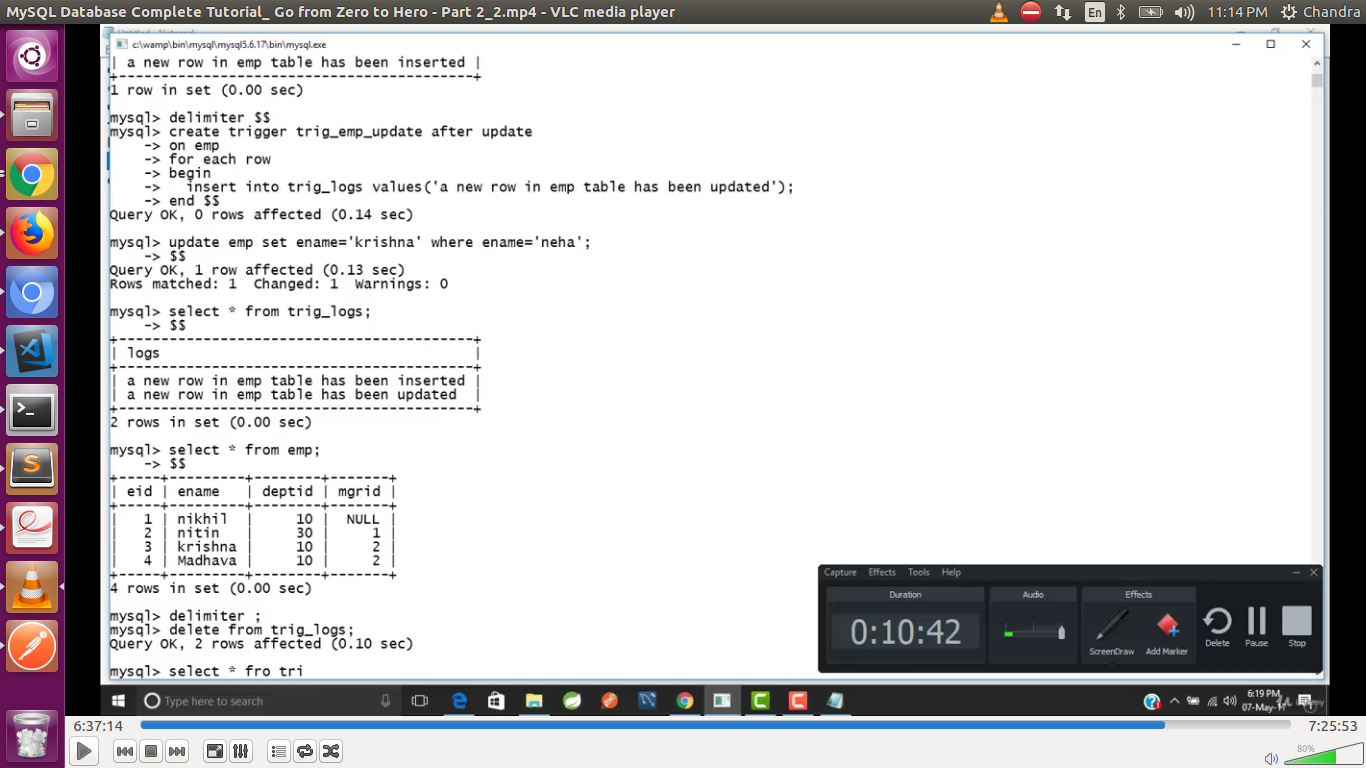 MySQL Database Complete Tutorial_ Go from Zero to Hero - Part 2_2.mp4 - VLC media player
En
11:14 PM
Chandra
c:\wamp\bin\mysql\mysql5.6.17\bin\mysql.exe
| a new row in emp table has been inserted |
+------------------------------------------+
1 row in set (0.00 sec)
mysql> delimiter $$
mysql> create trigger trig_emp_update after update
-> on emp
-> for each row
-> begin
-> insert into trig_logs values('a new row in emp table has been updated');
-> end $$
Query OK, 0 rows affected (0.14 sec)
mysql> update emp set ename='krishna' where ename='neha';
-> $$
Query OK, 1 row affected (0.13 sec)
Rows matched: 1 Changed: 1 Warnings: 0
mysql> select * from trig_logs;
-> $$
+------------------------------------------+
| logs |
+------------------------------------------+
| a new row in emp table has been inserted |
| a new row in emp table has been updated |
+------------------------------------------+
2 rows in set (0.00 sec)
mysql> select * from emp;
-> $$
+-----+---------+--------+-------+
| eid | ename | deptid | mgrid |
+-----+---------+--------+-------+
| 1 | nikhil | 10 | NULL |
| 2 | nitin | 30 | 1 |
| 3 | krishna | 10 | 2 |
| 4 | Madhava | 10 | 2 |
+-----+---------+--------+-------+
4 rows in set (0.00 sec)
mysql> delimiter ;
mysql> delete from trig_logs;
Query OK, 2 rows affected (0.10 sec)
mysql> select * fro tri
Capture Effects Tools Help
Duration
0:10:42
Audio
Effects
ScreenDraw
Add Marker
Delete
Pause
Stop
Type here to search
6:19 PM
6:37:14
7:25:53
80%